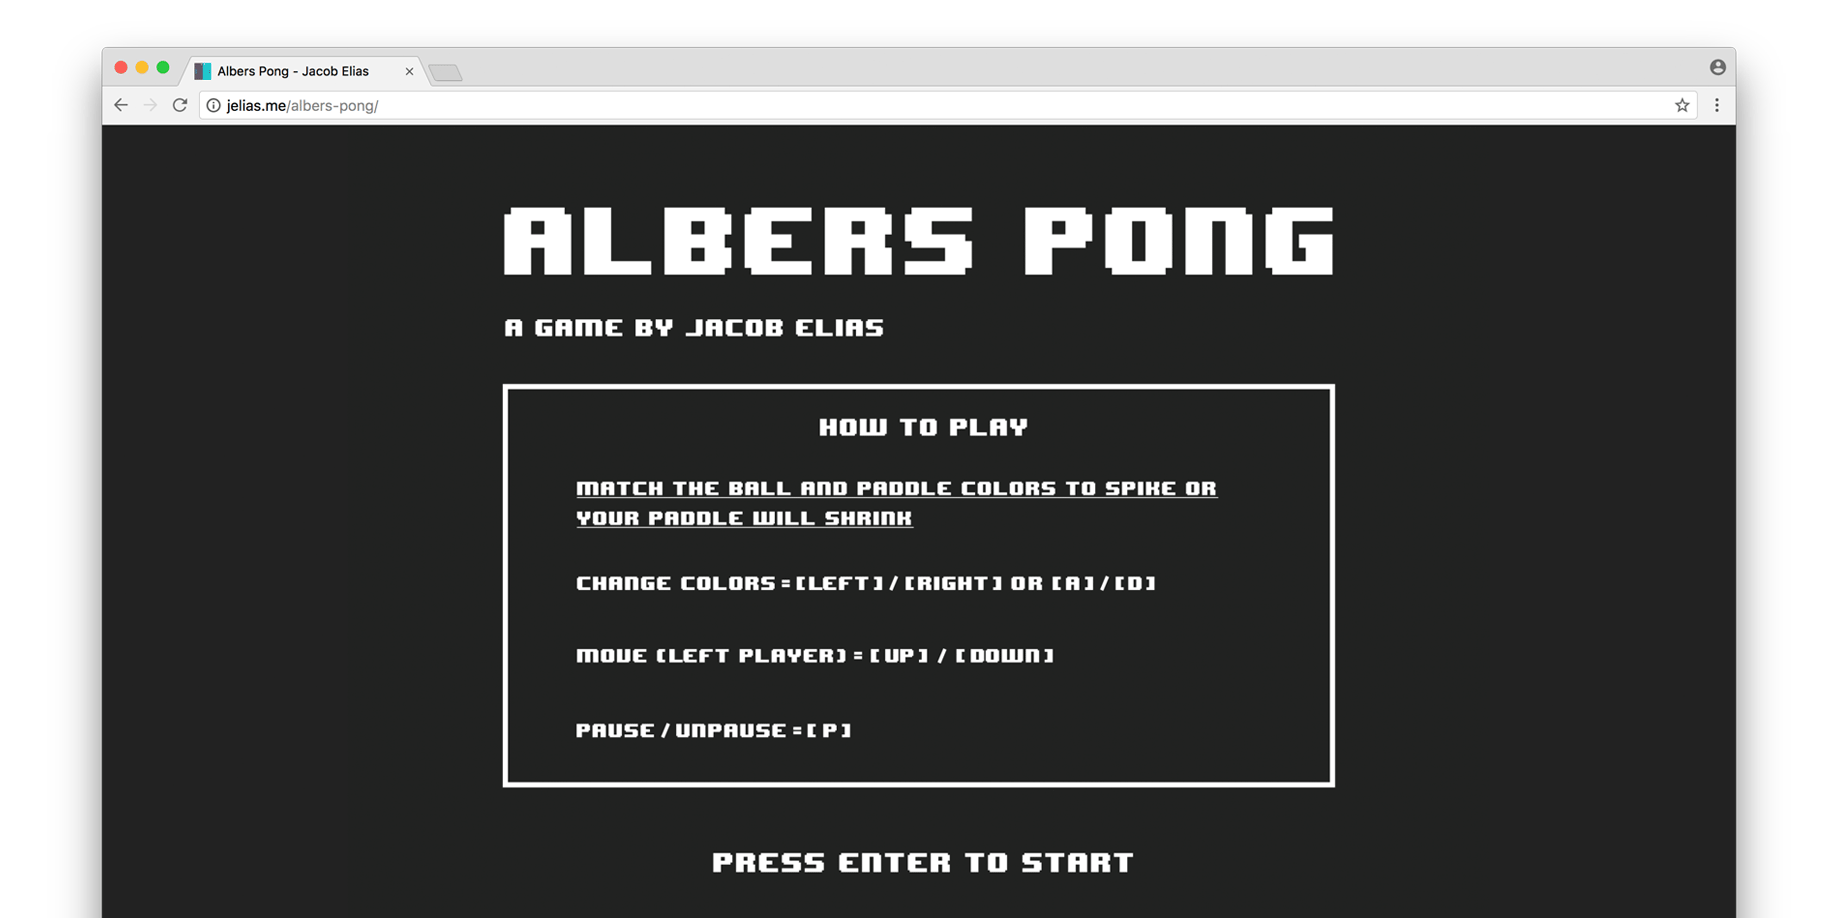 Albers Pong - Jacob Elias
jelias.me/albers-pong/
ALBERS PONG
A GAME BY JACOB ELIAS
HOW TO PLAY
MATCH THE BALL AND PADDLE COLORS TO SPIKE OR
YOUR PADDLE WILL SHRINK
CHANGE COLORS = [LEFT] / [RIGHT] OR [A] / [D]
MOVE (LEFT PLAYER) = [UP] / [DOWN]
PAUSE / UNPAUSE = [P]
PRESS ENTER TO START